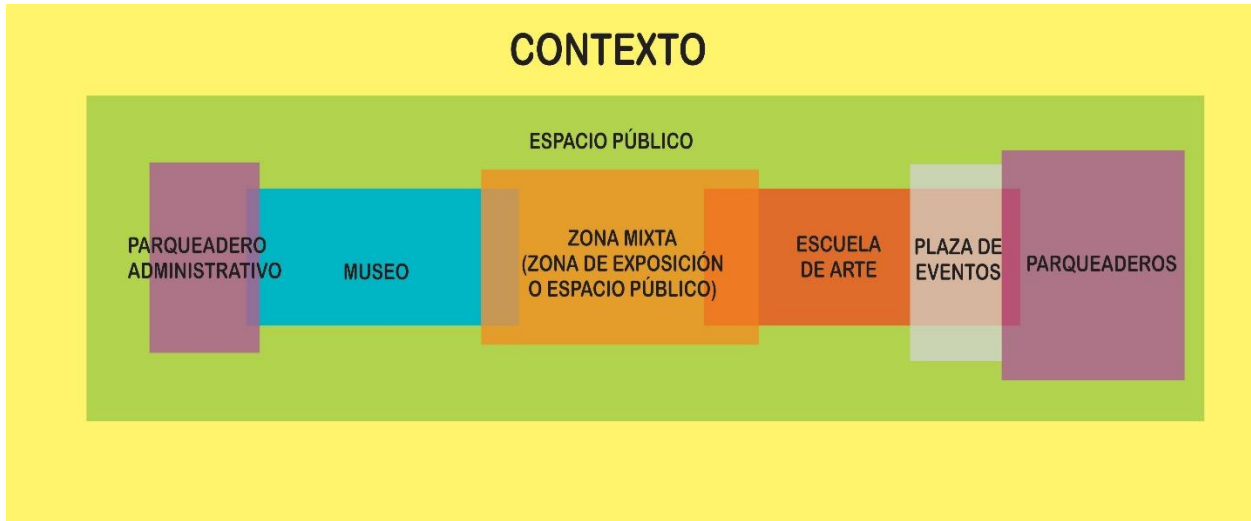 CONTEXTO
ESPACIO PÚBLICO
PARQUEADERO
ADMINISTRATIVO
MUSEO
ZONA MIXTA
(ZONA DE EXPOSICIÓN
O ESPACIO PÚBLICO)
ESCUELA
DE ARTE
PLAZA DE
EVENTOS
PARQUEADEROS